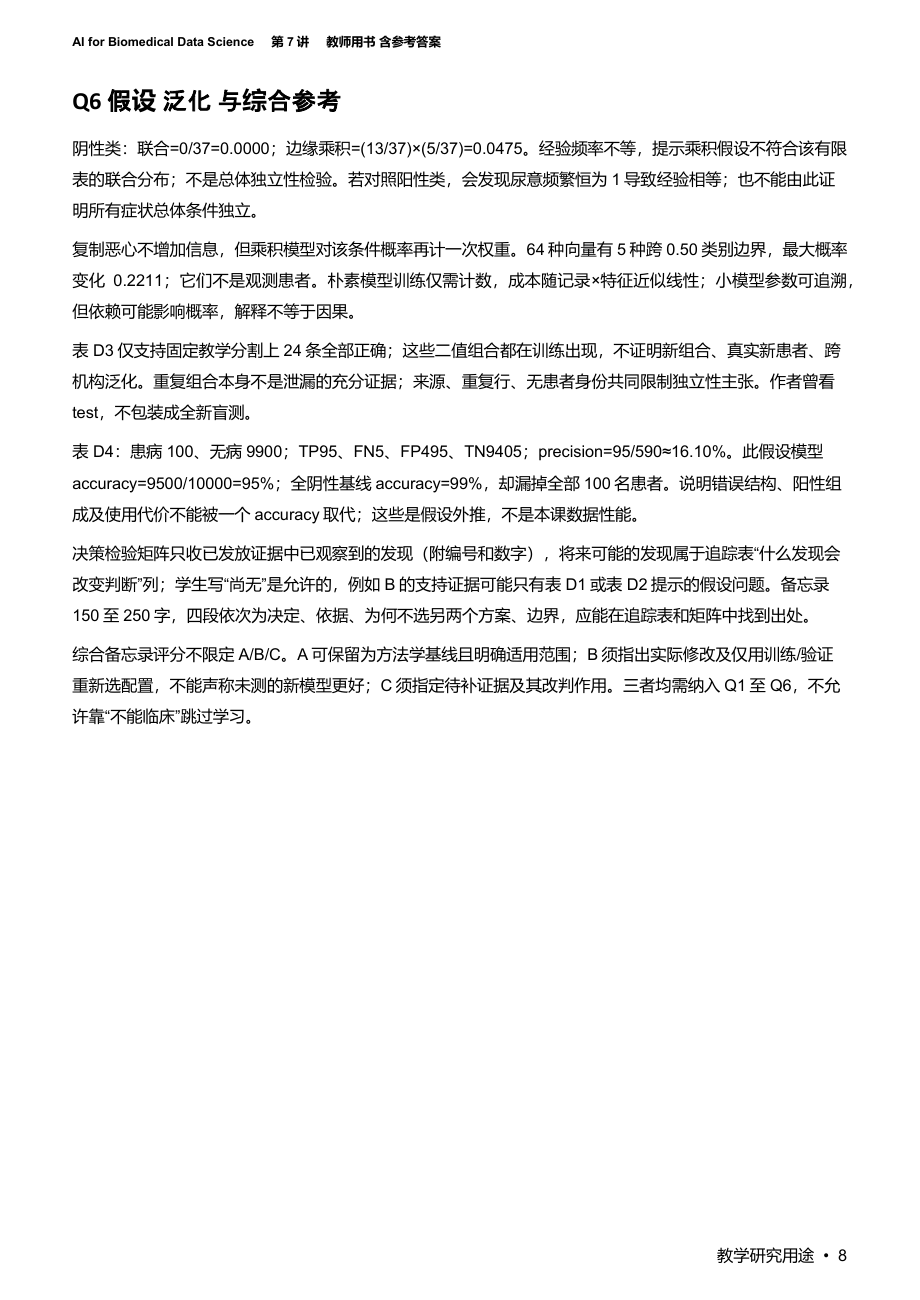 AI for Biomedical Data Science 第 7 讲 教师用书 含参考答案
Q6 假设 泛化 与综合参考
阴性类：联合=0/37=0.0000；边缘乘积=(13/37)×(5/37)=0.0475。经验频率不等，提示乘积假设不符合该有限
表的联合分布；不是总体独立性检验。若对照阳性类，会发现尿意频繁恒为 1 导致经验相等；也不能由此证
明所有症状总体条件独立。
复制恶心不增加信息，但乘积模型对该条件概率再计一次权重。64 种向量有 5 种跨 0.50 类别边界，最大概率
变化 0.2211；它们不是观测患者。朴素模型训练仅需计数，成本随记录×特征近似线性；小模型参数可追溯，
但依赖可能影响概率，解释不等于因果。
表 D3 仅支持固定教学分割上 24 条全部正确；这些二值组合都在训练出现，不证明新组合、真实新患者、跨
机构泛化。重复组合本身不是泄漏的充分证据；来源、重复行、无患者身份共同限制独立性主张。作者曾看
test，不包装成全新盲测。
表 D4：患病 100、无病 9900；TP95、FN5、FP495、TN9405；precision=95/590≈16.10%。此假设模型
accuracy=9500/10000=95%；全阴性基线 accuracy=99%，却漏掉全部 100 名患者。说明错误结构、阳性组
成及使用代价不能被一个 accuracy 取代；这些是假设外推，不是本课数据性能。
决策检验矩阵只收已发放证据中已观察到的发现（附编号和数字），将来可能的发现属于追踪表“什么发现会
改变判断”列；学生写“尚无”是允许的，例如 B 的支持证据可能只有表 D1 或表 D2 提示的假设问题。备忘录
150 至 250 字，四段依次为决定、依据、为何不选另两个方案、边界，应能在追踪表和矩阵中找到出处。
综合备忘录评分不限定 A/B/C。A 可保留为方法学基线且明确适用范围；B 须指出实际修改及仅用训练/验证
重新选配置，不能声称未测的新模型更好；C 须指定待补证据及其改判作用。三者均需纳入 Q1 至 Q6，不允
许靠“不能临床”跳过学习。
教学研究用途 • 8